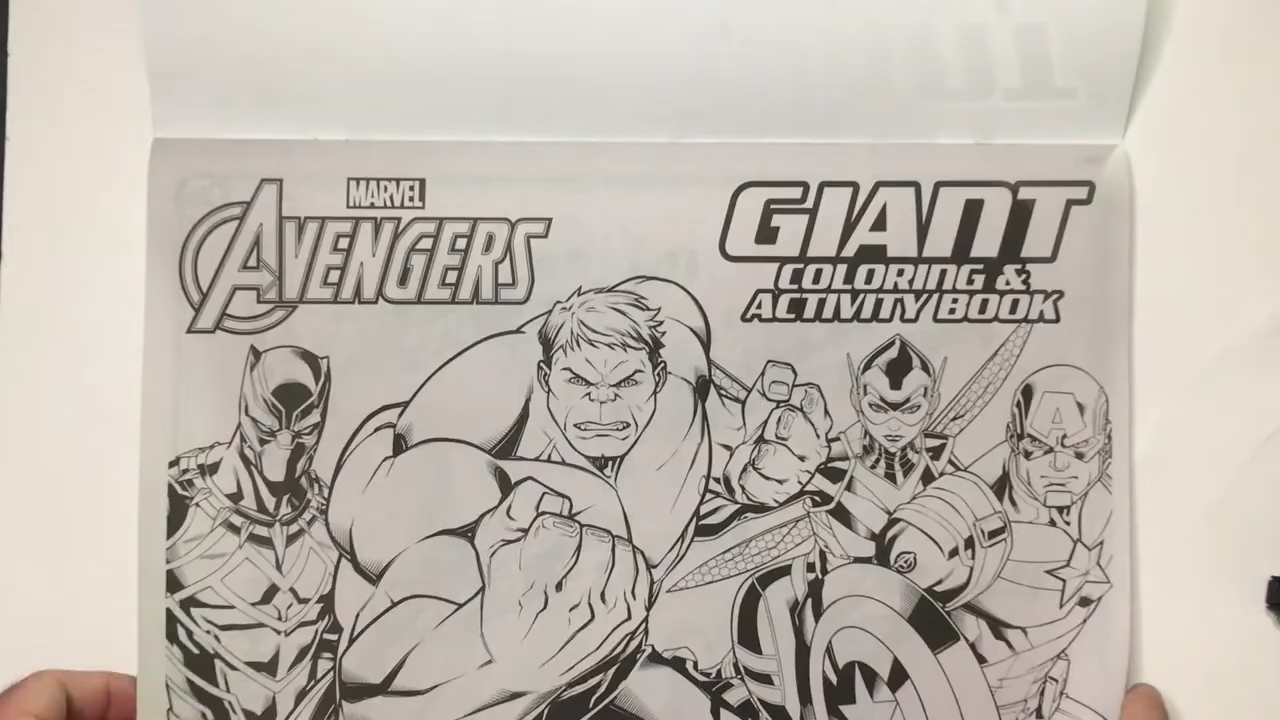 MARVEL
AVENGERS
GIANT
COLORING &
ACTIVITY BOOK
A